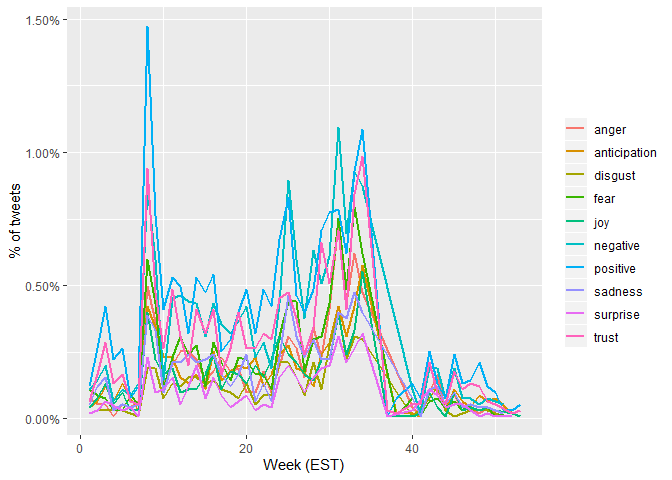 1.50%
1.00%
0.50%
0.00%
% of tweets
0
20
40
Week (EST)
anger
anticipation
disgust
fear
joy
negative
positive
sadness
surprise
trust